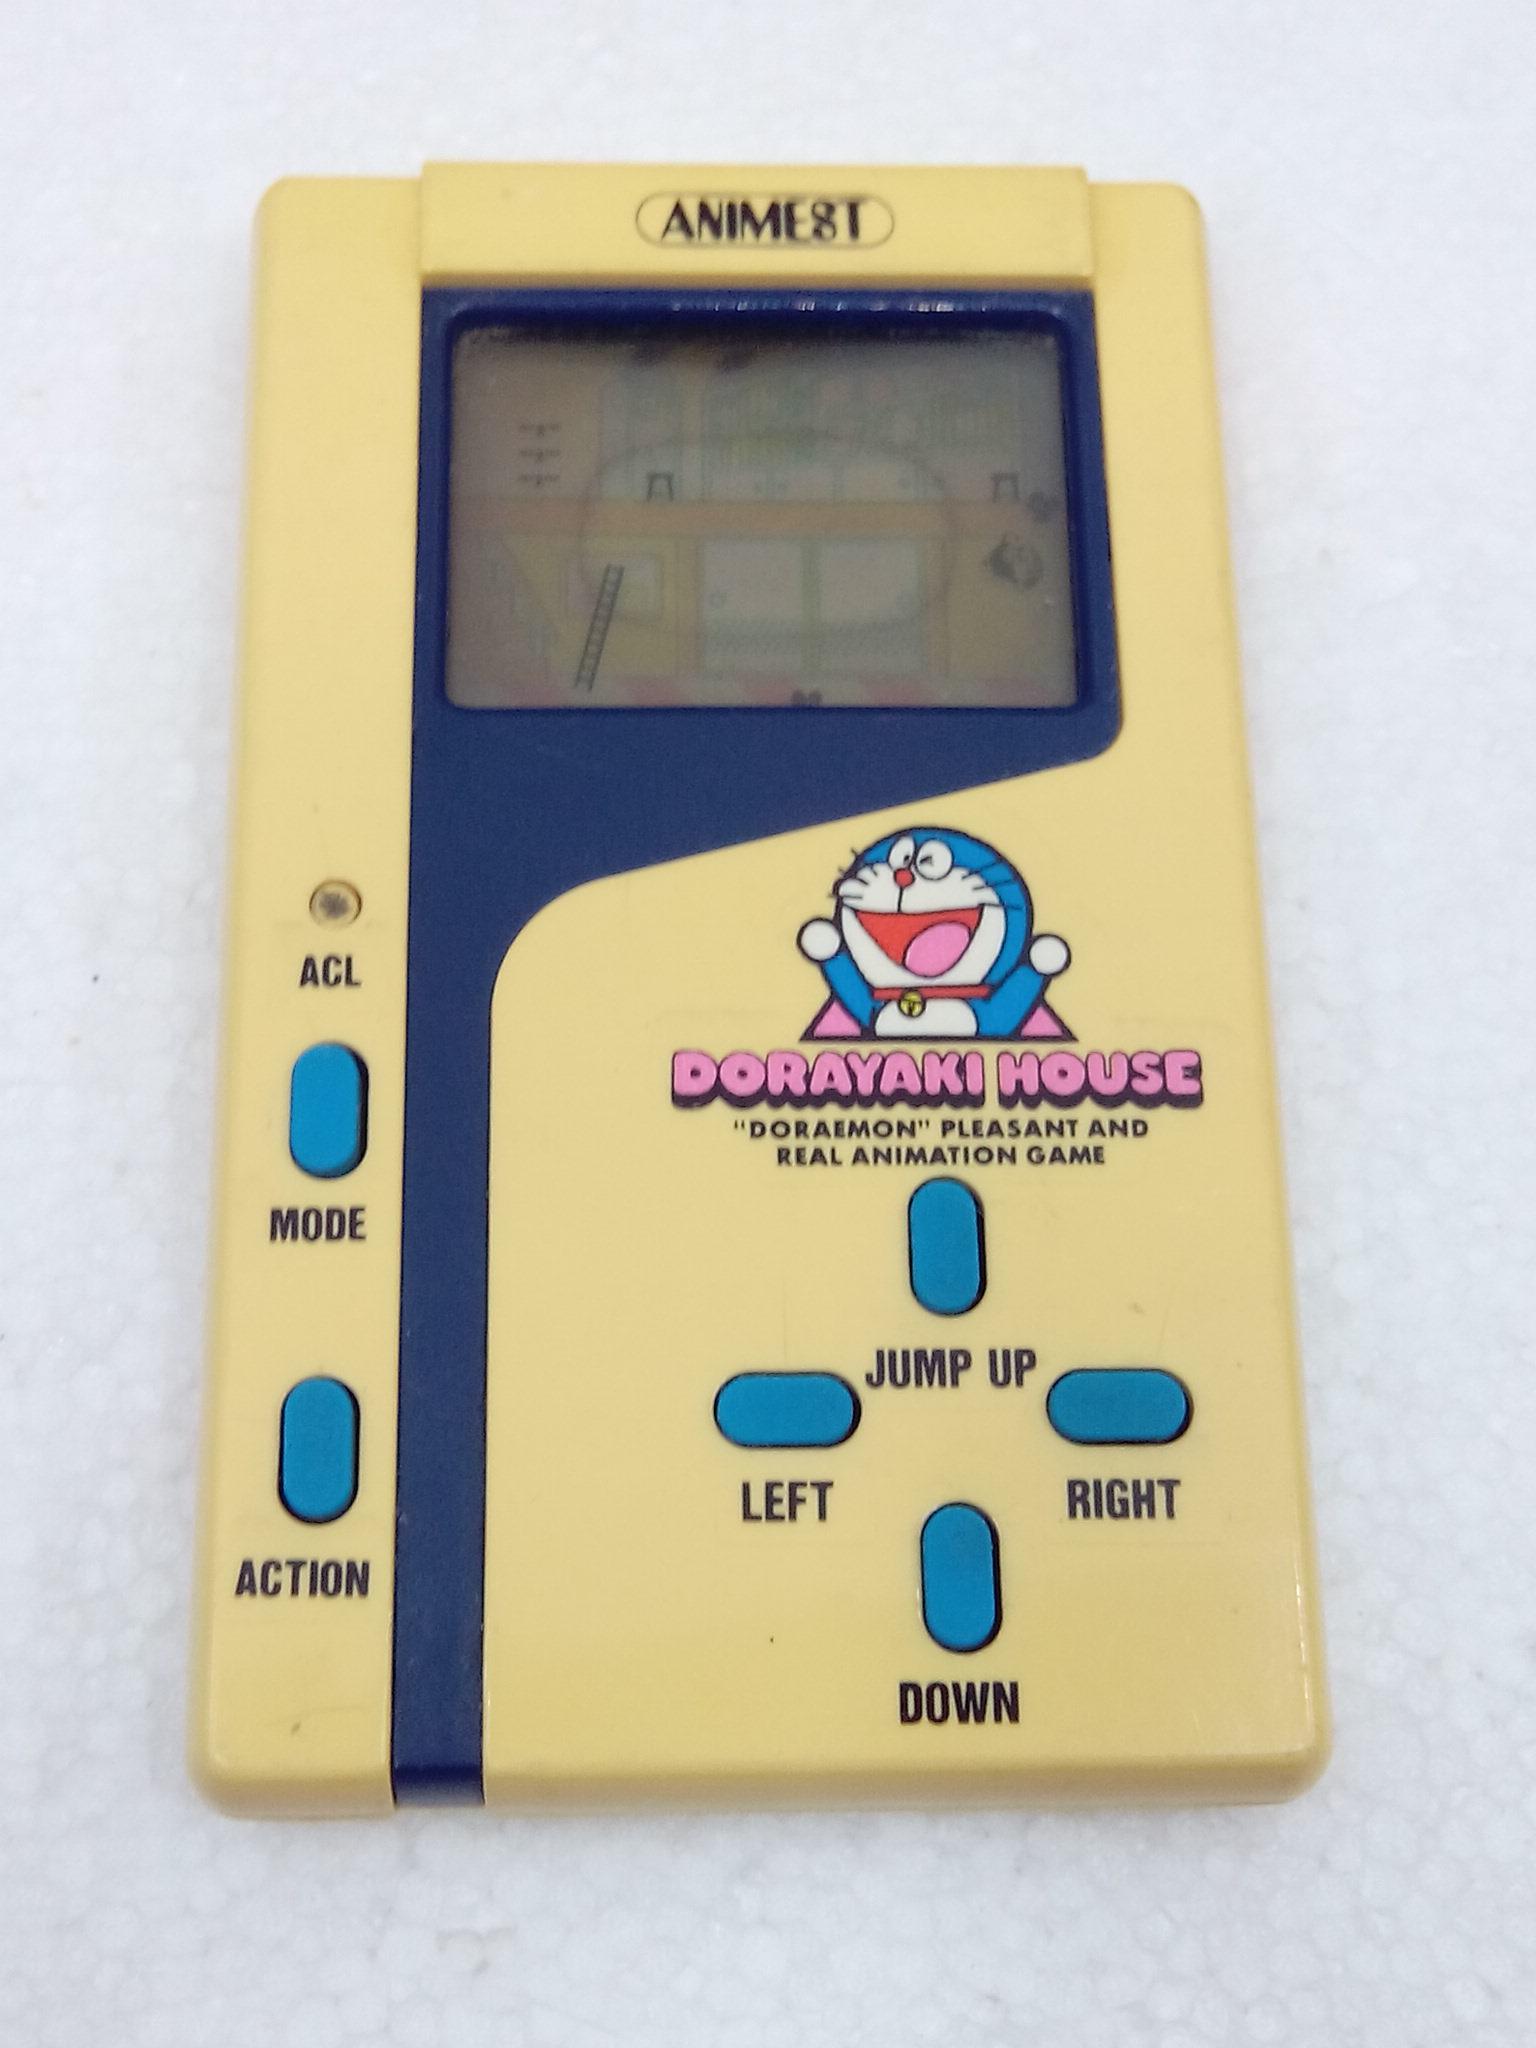 ANIMEST
ACL
DORAYAKI HOUSE
"DORAEMON" PLEASANT AND
REAL ANIMATION GAME
MODE
JUMP UP
LEFT
RIGHT
ACTION
DOWN